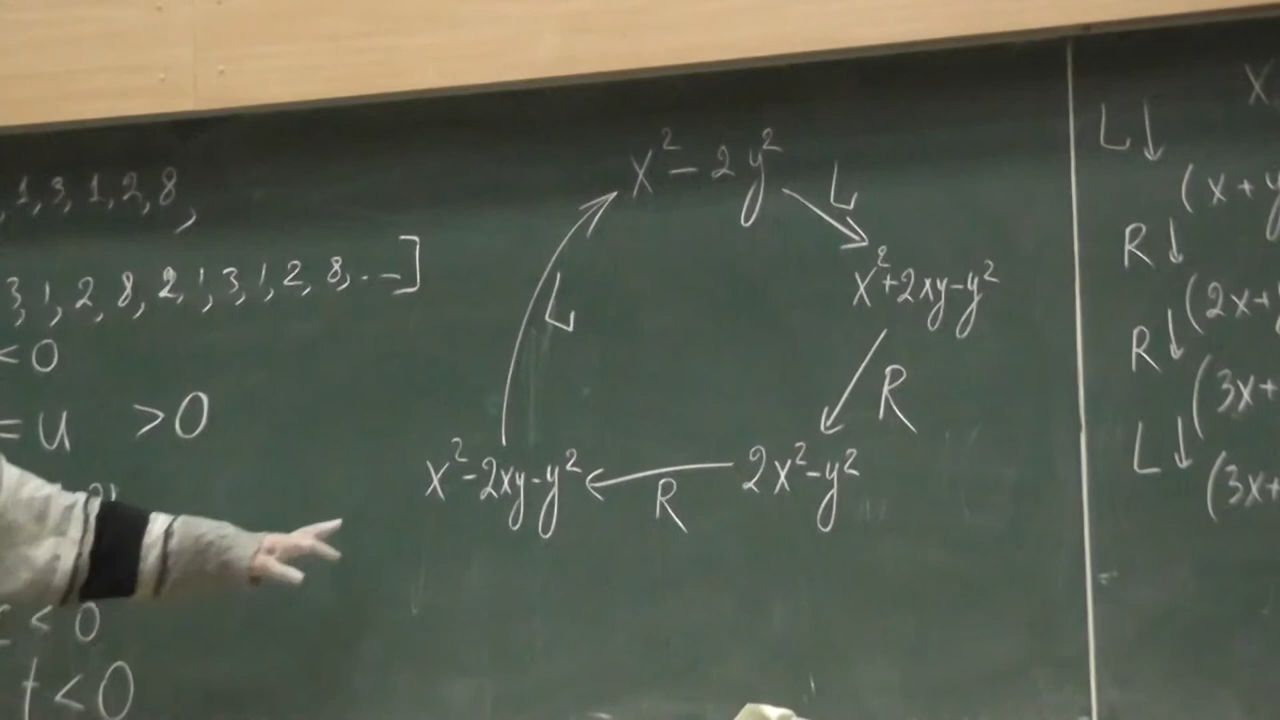 1, 3, 1, 2, 8,
3, 1, 2, 8, 2, 1, 3, 1, 2, 8, ...]
< 0
= u > 0
< 0
t < 0
x² - 2y²
L
x² + 2xy - y²
R
2x² - y²
R
x² - 2xy - y²
L
X
L ↓
(x + y
R ↓
(2x +
R ↓
(3x +
L ↓
(3x +